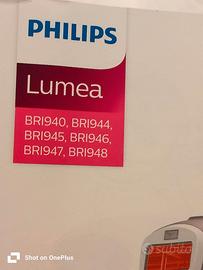 PHILIPS
Lumea
BRI940, BRI944,
BRI945, BRI946,
BRI947, BRI948
subito
Shot on OnePlus